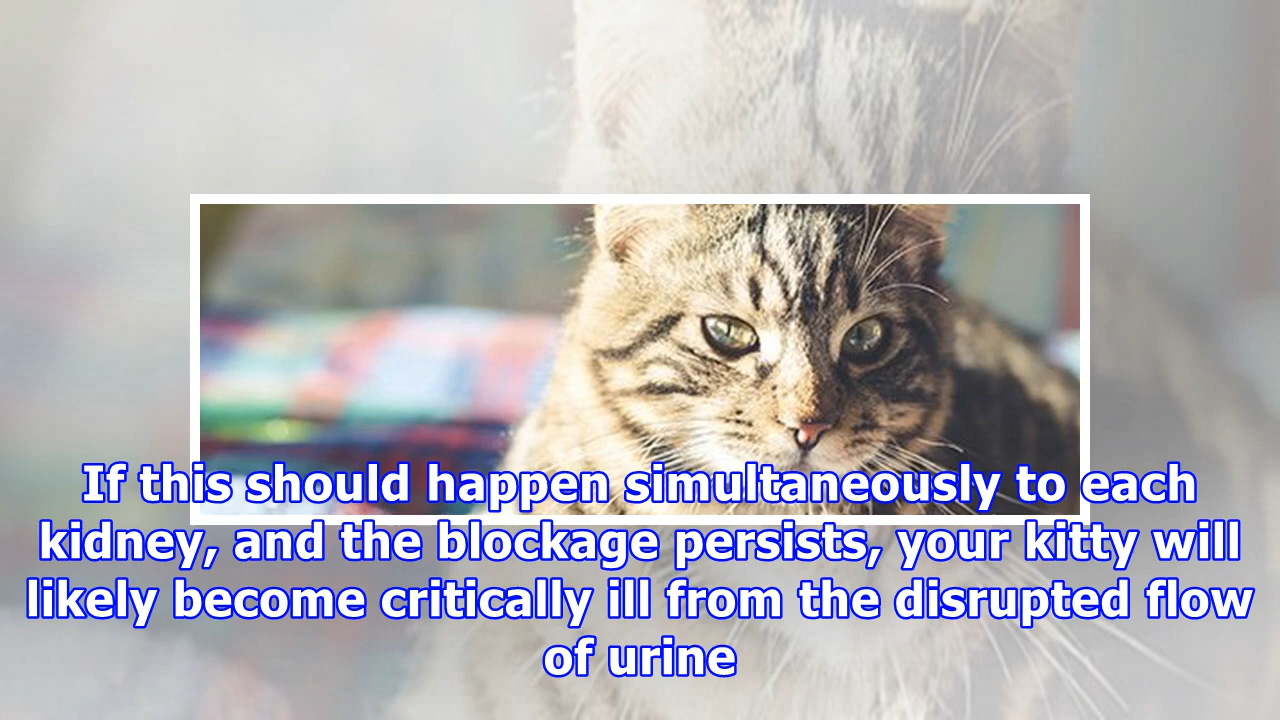 If this should happen simultaneously to each
kidney, and the blockage persists, your kitty will
likely become critically ill from the disrupted flow
of urine